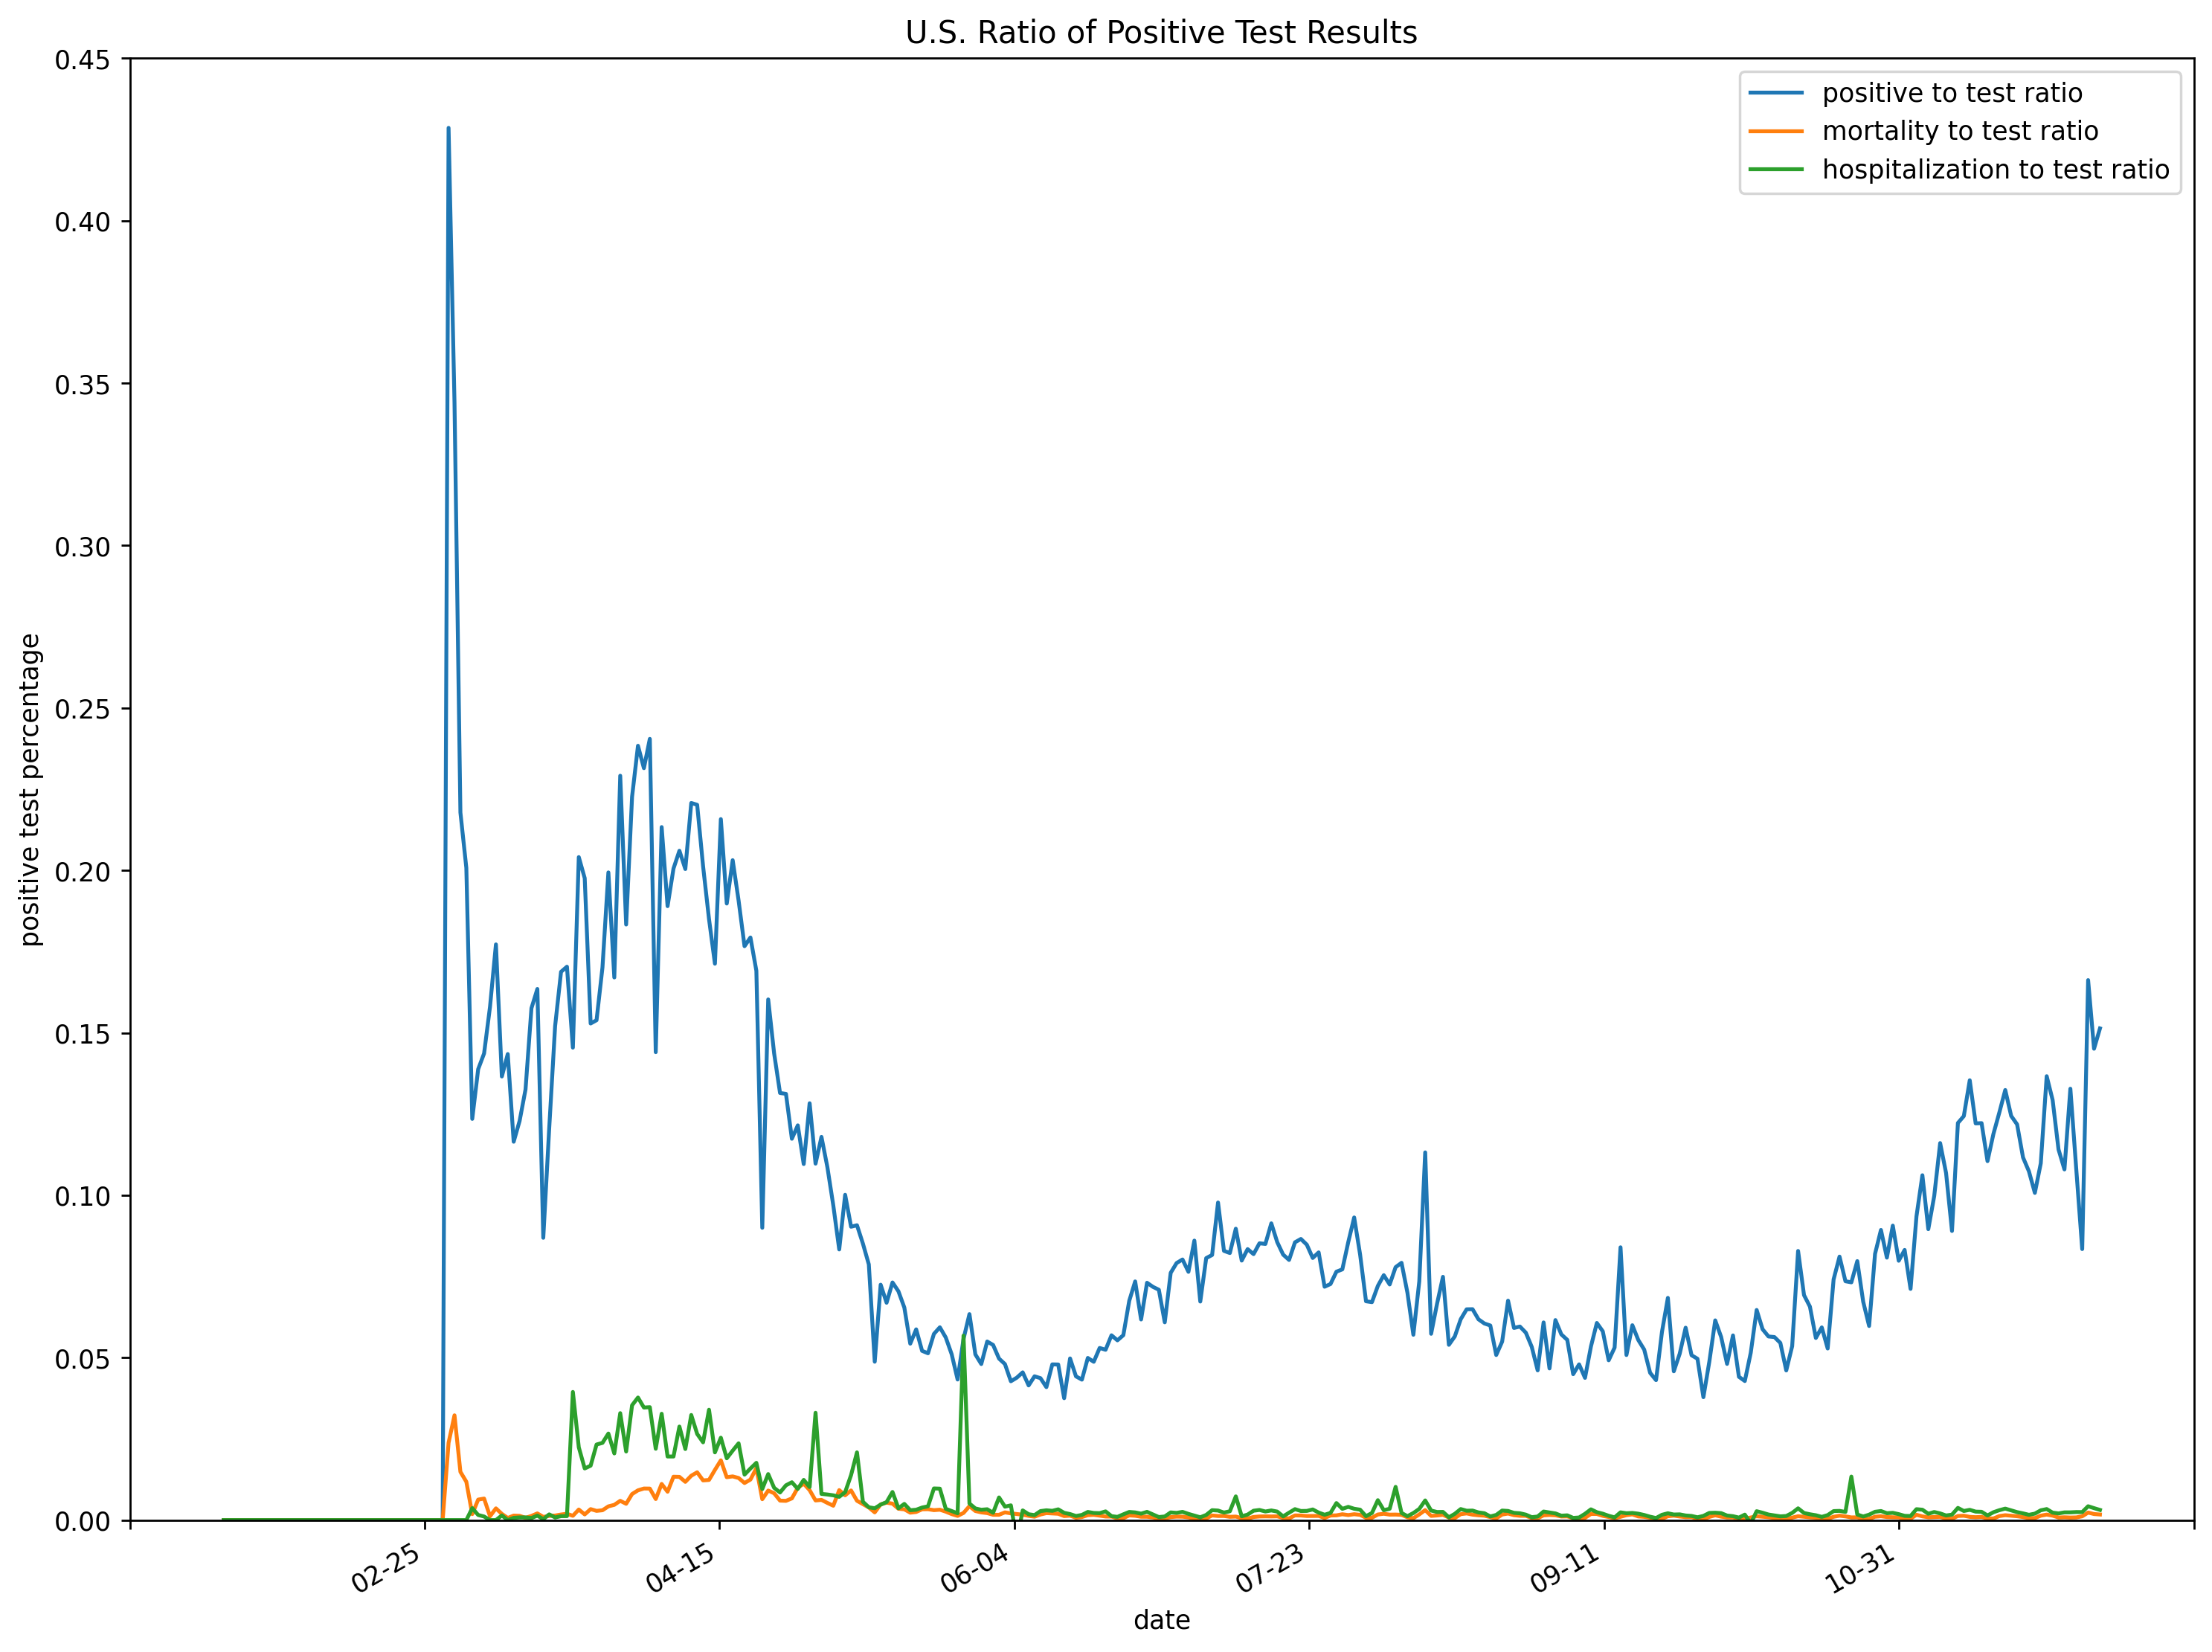 U.S. Ratio of Positive Test Results
positive to test ratio
mortality to test ratio
hospitalization to test ratio
positive test percentage
0.45
0.40
0.35
0.30
0.25
0.20
0.15
0.10
0.05
0.00
02-25
04-15
06-04
07-23
09-11
10-31
date